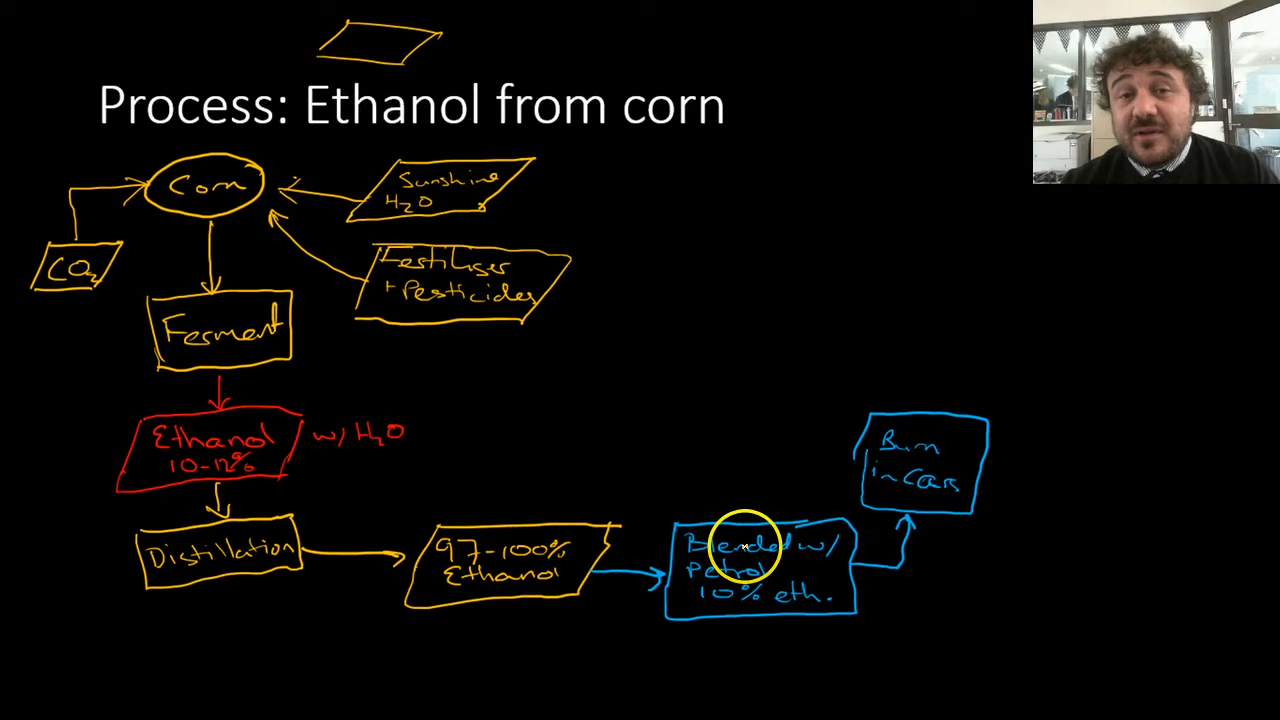 Process: Ethanol from corn
Corn
Sunshine
H₂O
CO₂
Fertiliser
+ Pesticides
Ferment
Ethanol
10-12%
w/ H₂O
Distillation
97-100%
Ethanol
Blended w/
Petrol
10% eth.
Burn
in cars